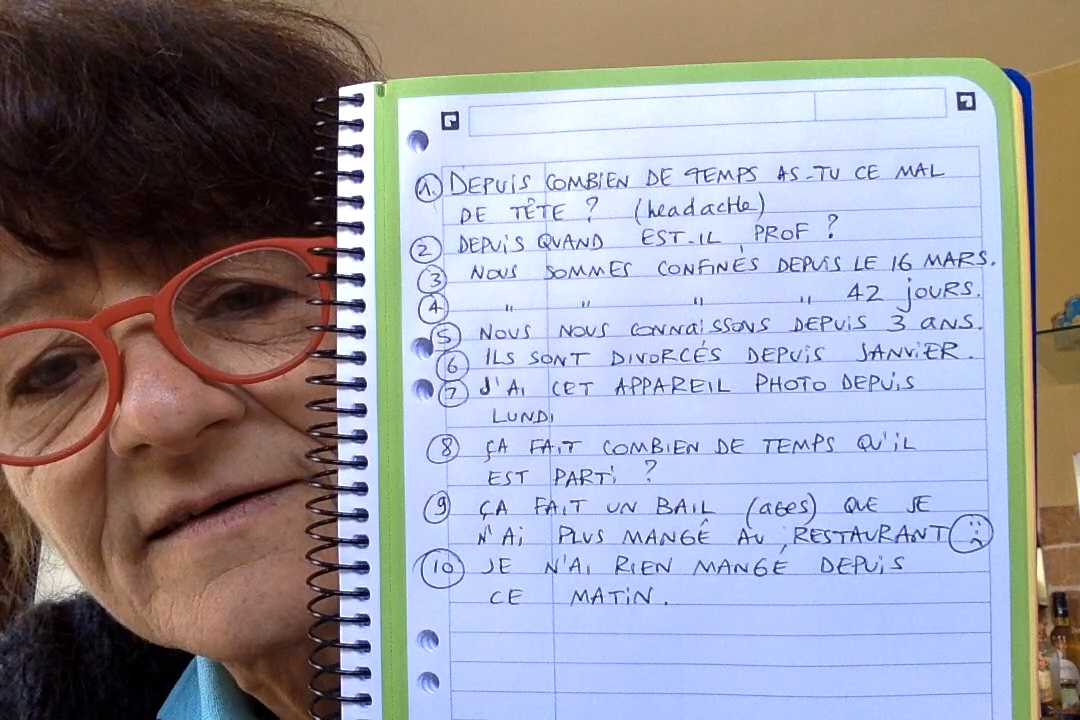 1. DEPUIS COMBIEN DE TEMPS AS-TU CE MAL
DE TÊTE ? (headactle)
2 DEPUIS QUAND EST-IL PROF ?
3 NOUS SOMMES CONFINÉS DEPUIS LE 16 MARS.
4 " " " " 42 jOURS.
5 NOUS NOUS CONNAISSONS DEPUIS 3 ANS.
6 ILS SONT DIVORCÉS DEPUIS JANVIER.
7 J'AI CET APPAREIL PHOTO DEPUIS
LUNDI
8 ÇA FAIT COMBIEN DE TEMPS QU'IL
EST PARTI ?
9 ÇA FAIT UN BAIL (ages) QUE JE
N'AI PLUS MANGÉ AU RESTAURANT
10 JE N'AI RIEN MANGÉ DEPUIS
CE MATIN.